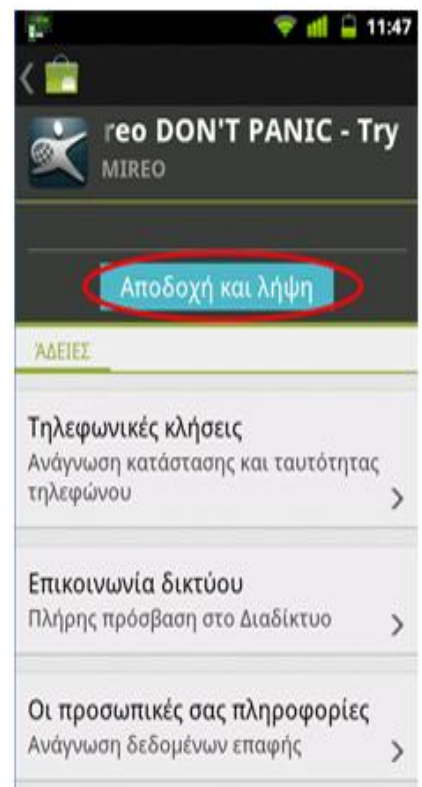 11:47
reo DON'T PANIC - Try
MIREO
Αποδοχή και λήψη
ΆΔΕΙΕΣ
Τηλεφωνικές κλήσεις
Ανάγνωση κατάστασης και ταυτότητας
τηλεφώνου
Επικοινωνία δικτύου
Πλήρης πρόσβαση στο Διαδίκτυο
Οι προσωπικές σας πληροφορίες
Ανάγνωση δεδομένων επαφής